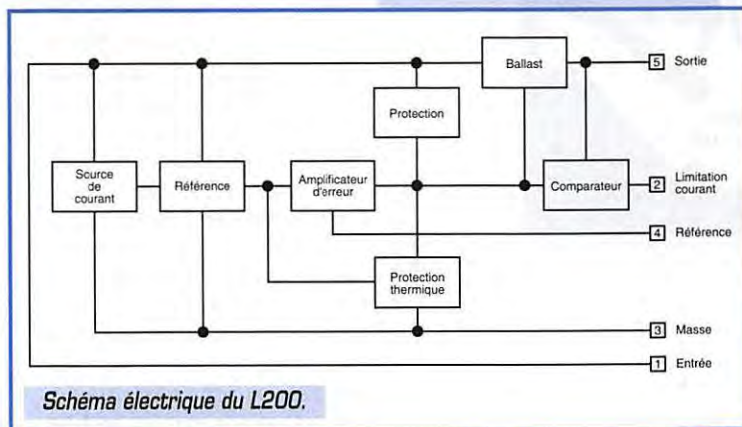 Ballast
5 Sortie
Protection
Source
de
courant
Référence
Amplificateur
d'erreur
Comparateur
2 Limitation
courant
4 Référence
Protection
thermique
3 Masse
1 Entrée
Schéma électrique du L200.